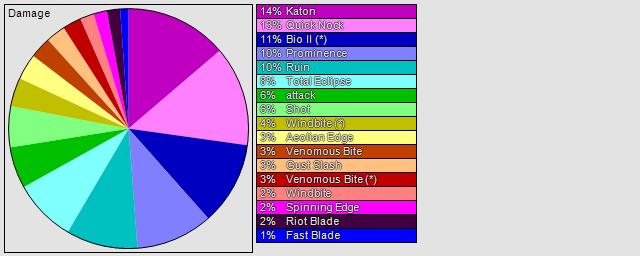 Damage
14% Katon
13% Quick Nock
11% Bio II (*)
10% Prominence
10% Ruin
8% Total Eclipse
6% attack
6% Shot
4% Windbite (*)
3% Aeolian Edge
3% Venomous Bite
3% Gust Slash
3% Venomous Bite (*)
2% Windbite
2% Spinning Edge
2% Riot Blade
1% Fast Blade